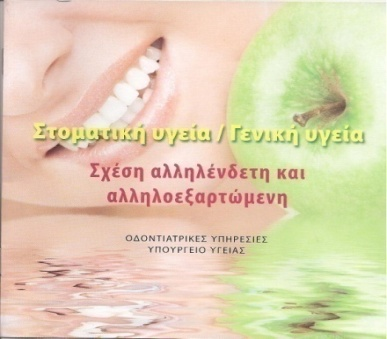 Στοματική υγεία / Γενική υγεία
Σχέση αλληλένδετη και
αλληλοεξαρτώμενη
ΟΔΟΝΤΙΑΤΡΙΚΕΣ ΥΠΗΡΕΣΙΕΣ
ΥΠΟΥΡΓΕΙΟ ΥΓΕΙΑΣ